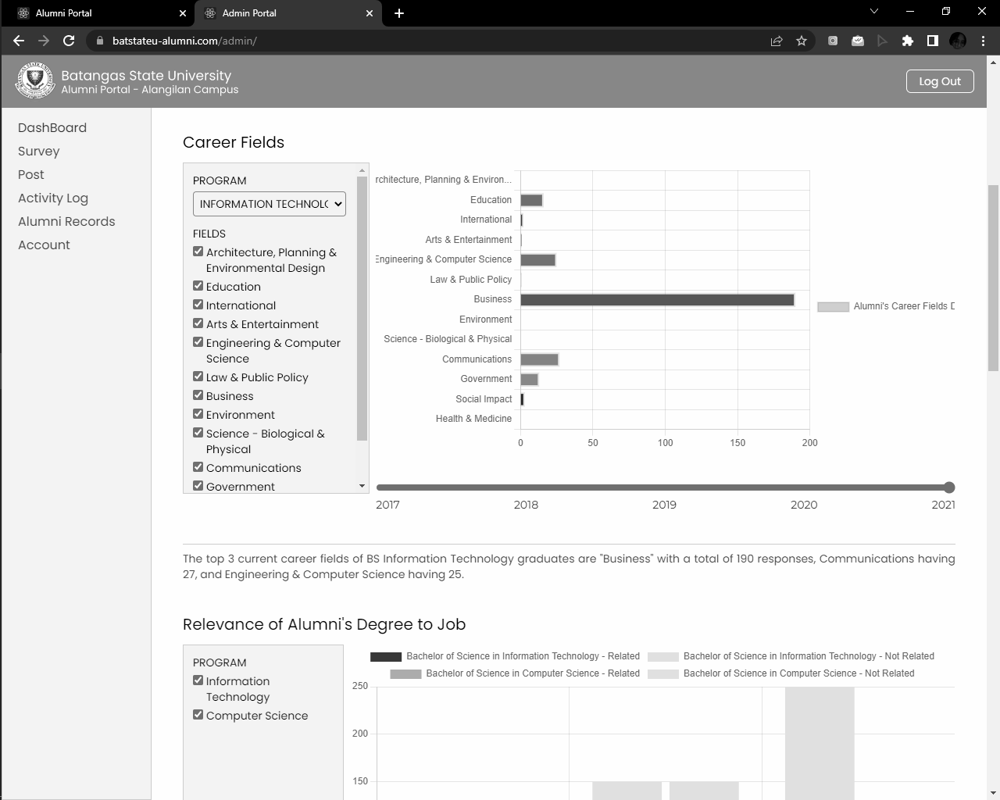 Alumni Portal
Admin Portal
batstateu-alumni.com/admin/
Batangas State University
Alumni Portal - Alangilan Campus
Log Out
DashBoard
Survey
Post
Activity Log
Alumni Records
Account
Career Fields
PROGRAM
INFORMATION TECHNOLO
FIELDS
Architecture, Planning &
Environmental Design
Education
International
Arts & Entertainment
Engineering & Computer
Science
Law & Public Policy
Business
Environment
Science - Biological &
Physical
Communications
Government
rchitecture, Planning & Environ...
Education
International
Arts & Entertainment
Engineering & Computer Science
Law & Public Policy
Business
Environment
Science - Biological & Physical
Communications
Government
Social Impact
Health & Medicine
0 50 100 150 200
Alumni's Career Fields D
2017 2018 2019 2020 2021
The top 3 current career fields of BS Information Technology graduates are "Business" with a total of 190 responses, Communications having
27, and Engineering & Computer Science having 25.
Relevance of Alumni's Degree to Job
PROGRAM
Information
Technology
Computer Science
Bachelor of Science in Information Technology - Related
Bachelor of Science in Information Technology - Not Related
Bachelor of Science in Computer Science - Related
Bachelor of Science in Computer Science - Not Related
250
200
150